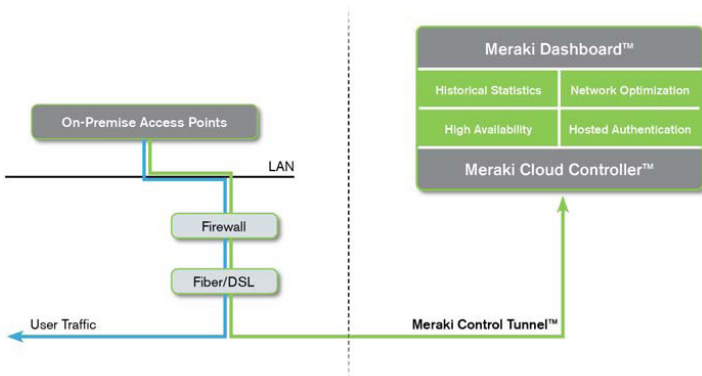 Meraki Dashboard™
Historical Statistics
Network Optimization
High Availability
Hosted Authentication
Meraki Cloud Controller™
On-Premise Access Points
LAN
Firewall
Fiber/DSL
User Traffic
Meraki Control Tunnel™